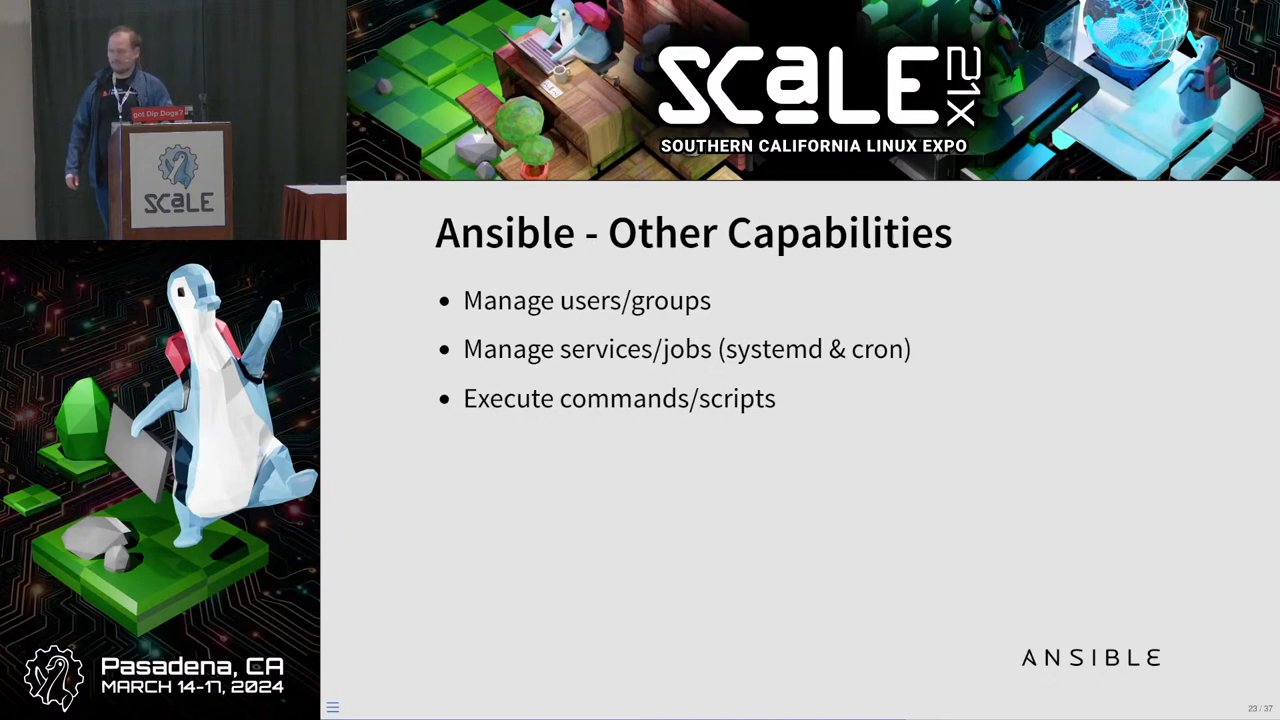 got Dip Dogs?
SCALE
SCALE 21X
SOUTHERN CALIFORNIA LINUX EXPO
Ansible - Other Capabilities
• Manage users/groups
• Manage services/jobs (systemd & cron)
• Execute commands/scripts
ANSIBLE
Pasadena, CA
MARCH 14-17, 2024
23 / 37